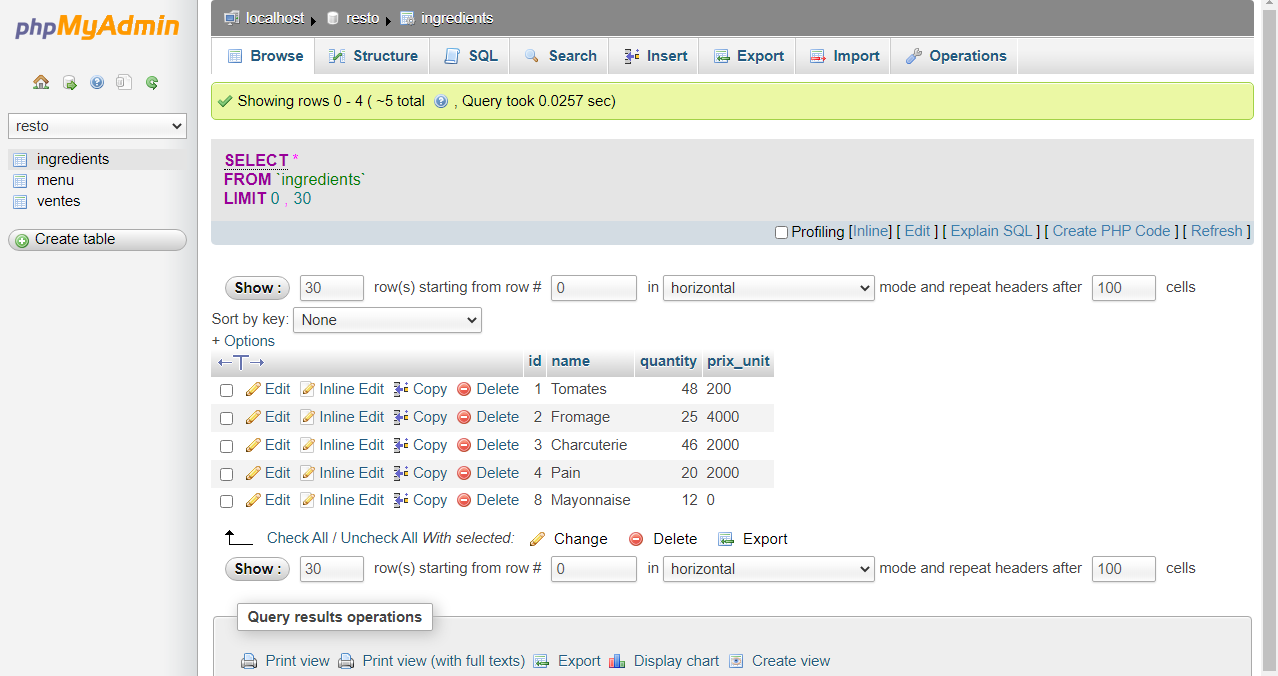 phpMyAdmin
localhost resto ingredients
Browse Structure SQL Search Insert Export Import Operations
resto
ingredients
menu
ventes
Create table
Showing rows 0 - 4 ( ~5 total , Query took 0.0257 sec)
SELECT *
FROM `ingredients`
LIMIT 0 , 30
Profiling [Inline] [ Edit ] [ Explain SQL ] [ Create PHP Code ] [ Refresh ]
Show : 30 row(s) starting from row # 0 in horizontal mode and repeat headers after 100 cells
Sort by key: None
+ Options
←T→ id name quantity prix_unit
Edit Inline Edit Copy Delete 1 Tomates 48 200
Edit Inline Edit Copy Delete 2 Fromage 25 4000
Edit Inline Edit Copy Delete 3 Charcuterie 46 2000
Edit Inline Edit Copy Delete 4 Pain 20 2000
Edit Inline Edit Copy Delete 8 Mayonnaise 12 0
Check All / Uncheck All With selected: Change Delete Export
Show : 30 row(s) starting from row # 0 in horizontal mode and repeat headers after 100 cells
Query results operations
Print view Print view (with full texts) Export Display chart Create view